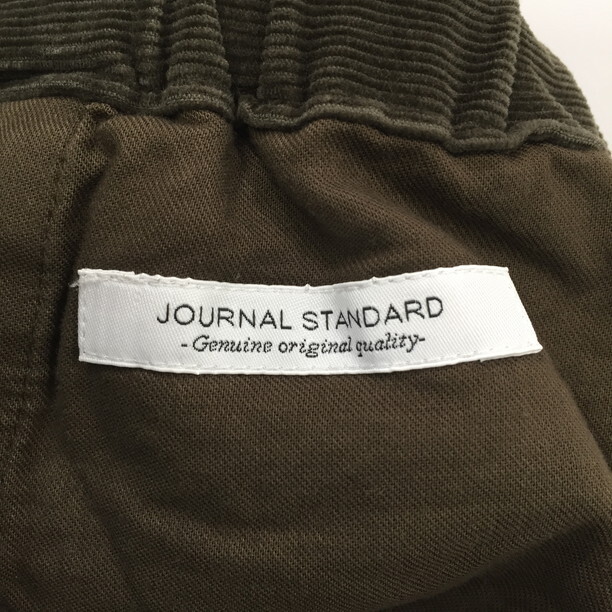 JOURNAL STANDARD
-Genuine original quality-